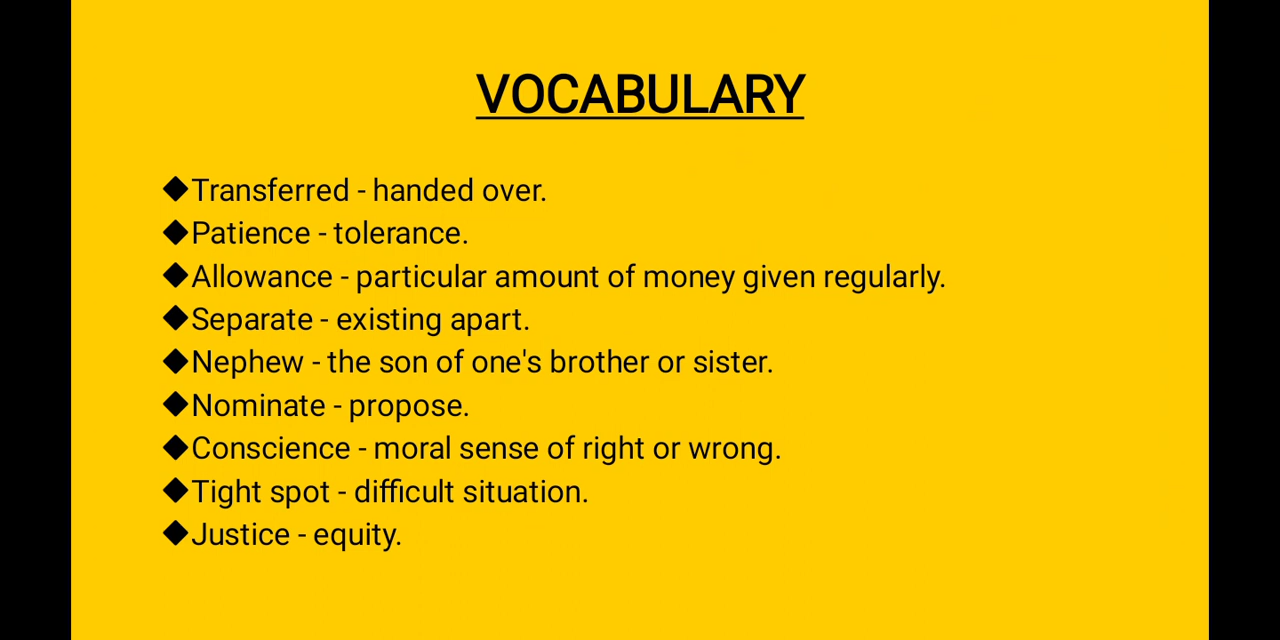 VOCABULARY
◆Transferred - handed over.
◆Patience - tolerance.
◆Allowance - particular amount of money given regularly.
◆Separate - existing apart.
◆Nephew - the son of one's brother or sister.
◆Nominate - propose.
◆Conscience - moral sense of right or wrong.
◆Tight spot - difficult situation.
◆Justice - equity.